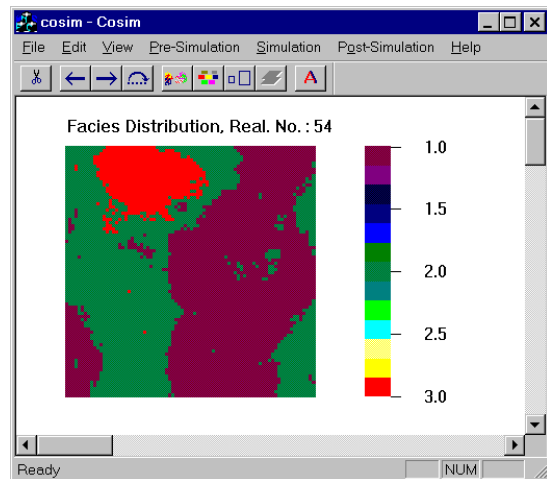 cosim - Cosim
File Edit View Pre-Simulation Simulation Post-Simulation Help
A
Facies Distribution, Real. No. : 54
1.0
1.5
2.0
2.5
3.0
Ready NUM